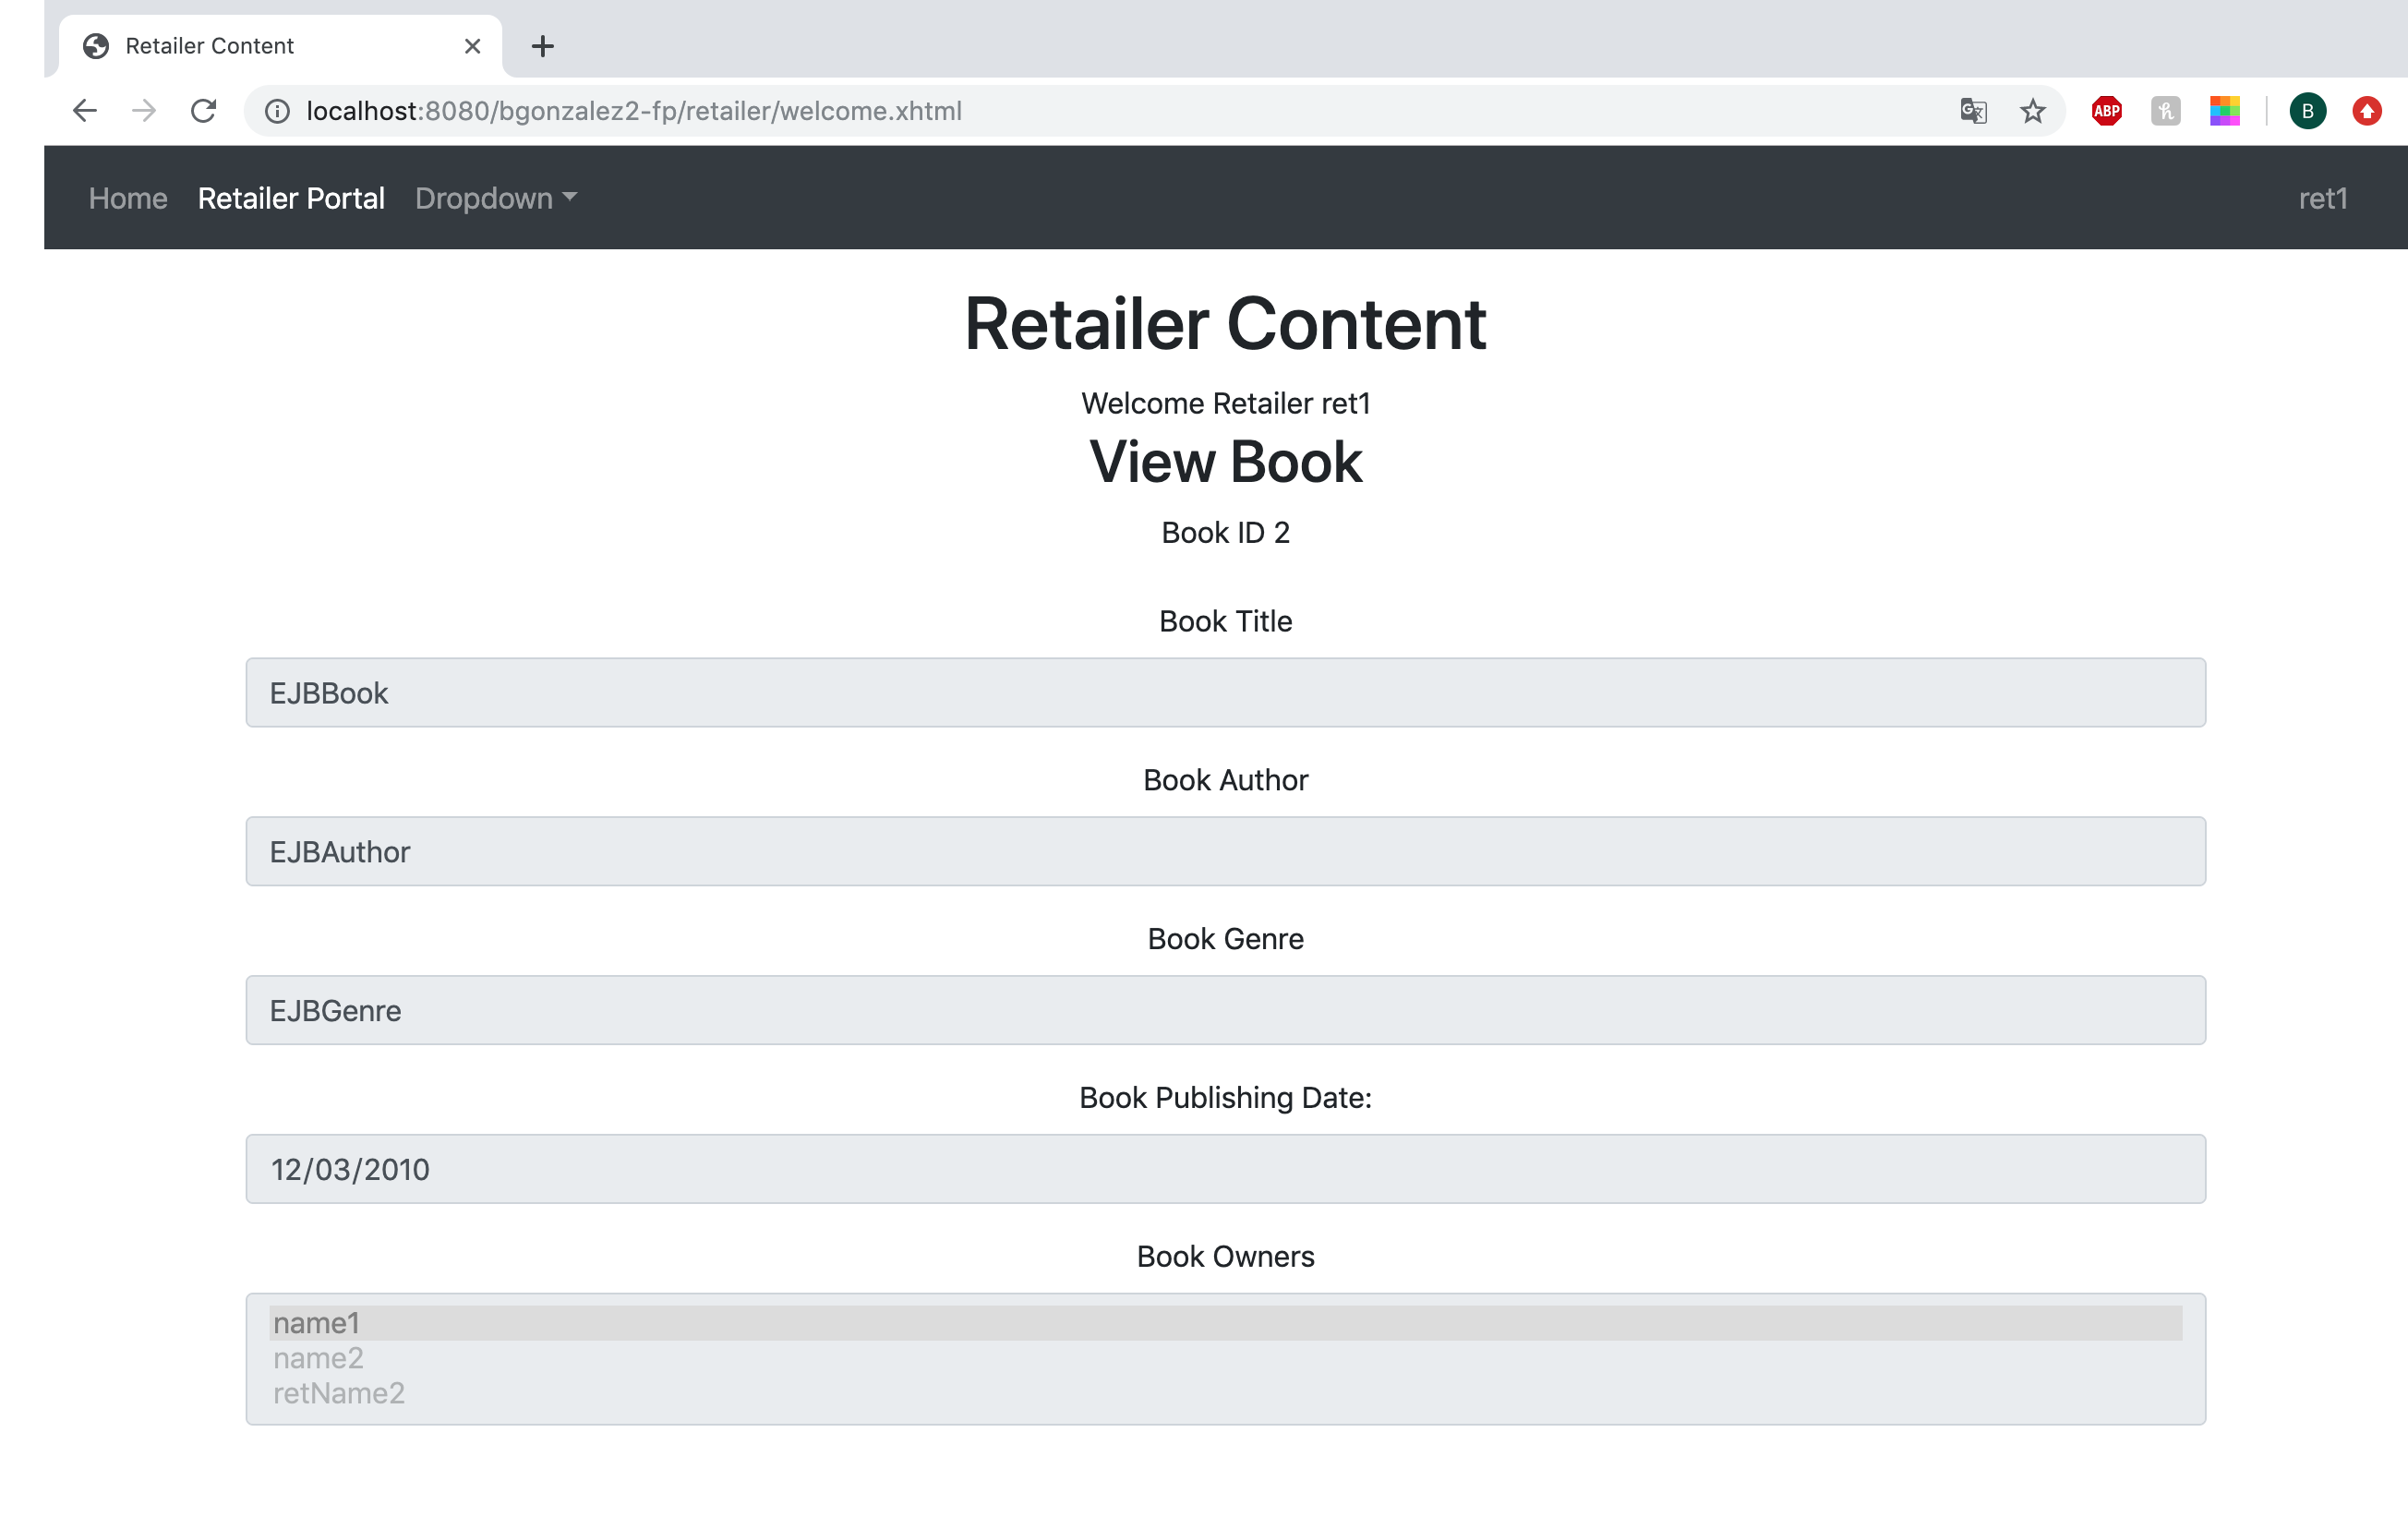 Retailer Content
localhost:8080/bgonzalez2-fp/retailer/welcome.xhtml
ABP
B
Home Retailer Portal Dropdown ret1
Retailer Content
Welcome Retailer ret1
View Book
Book ID 2
Book Title
EJBBook
Book Author
EJBAuthor
Book Genre
EJBGenre
Book Publishing Date:
12/03/2010
Book Owners
name1
name2
retName2